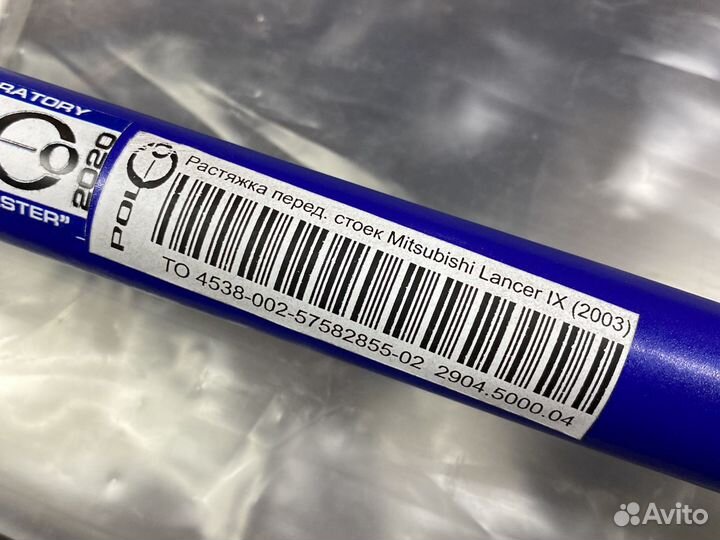 RATORY
2020
STER"
POL
Растяжка перед. стоек Mitsubishi Lancer IX (2003)
ТО 4538-002-57582855-02 2904.5000.04
Avito